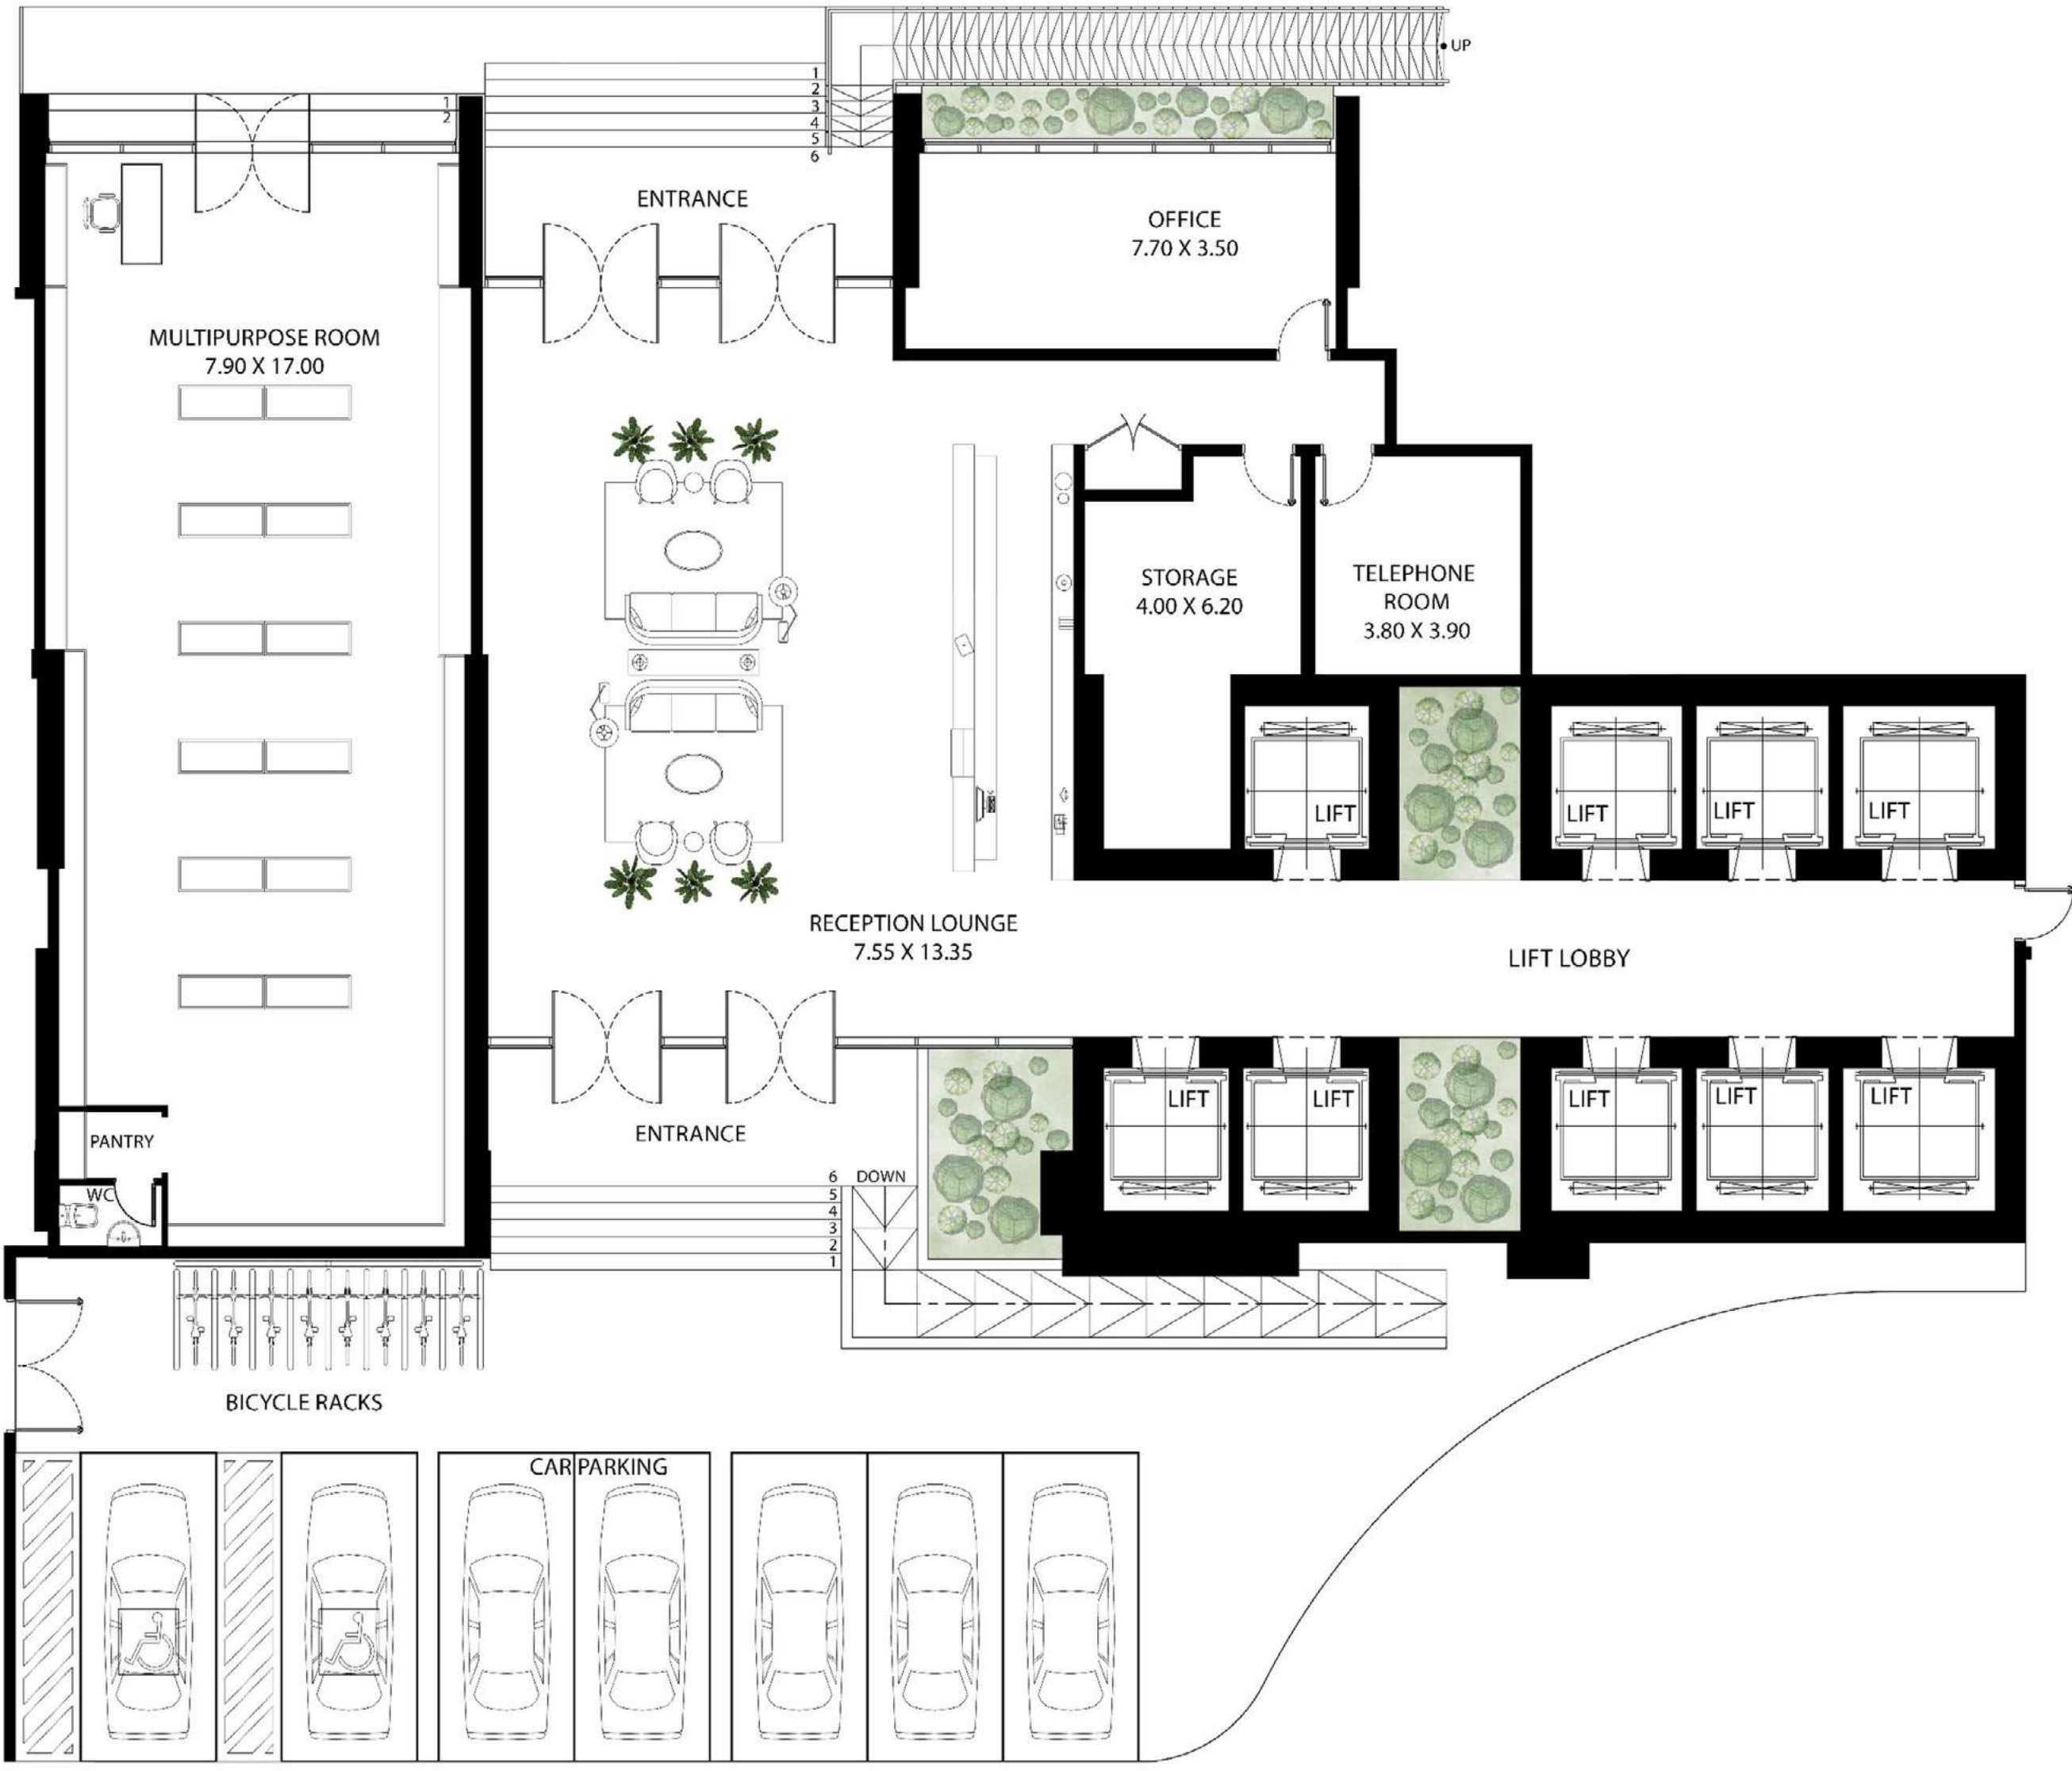 UP
1
2
3
4
5
6
1
2
ENTRANCE
OFFICE
7.70 X 3.50
MULTIPURPOSE ROOM
7.90 X 17.00
STORAGE
4.00 X 6.20
TELEPHONE
ROOM
3.80 X 3.90
LIFT
LIFT
LIFT
LIFT
RECEPTION LOUNGE
7.55 X 13.35
LIFT LOBBY
LIFT
LIFT
LIFT
LIFT
LIFT
ENTRANCE
PANTRY
WC
6 DOWN
5
4
3
2
1
BICYCLE RACKS
CAR PARKING